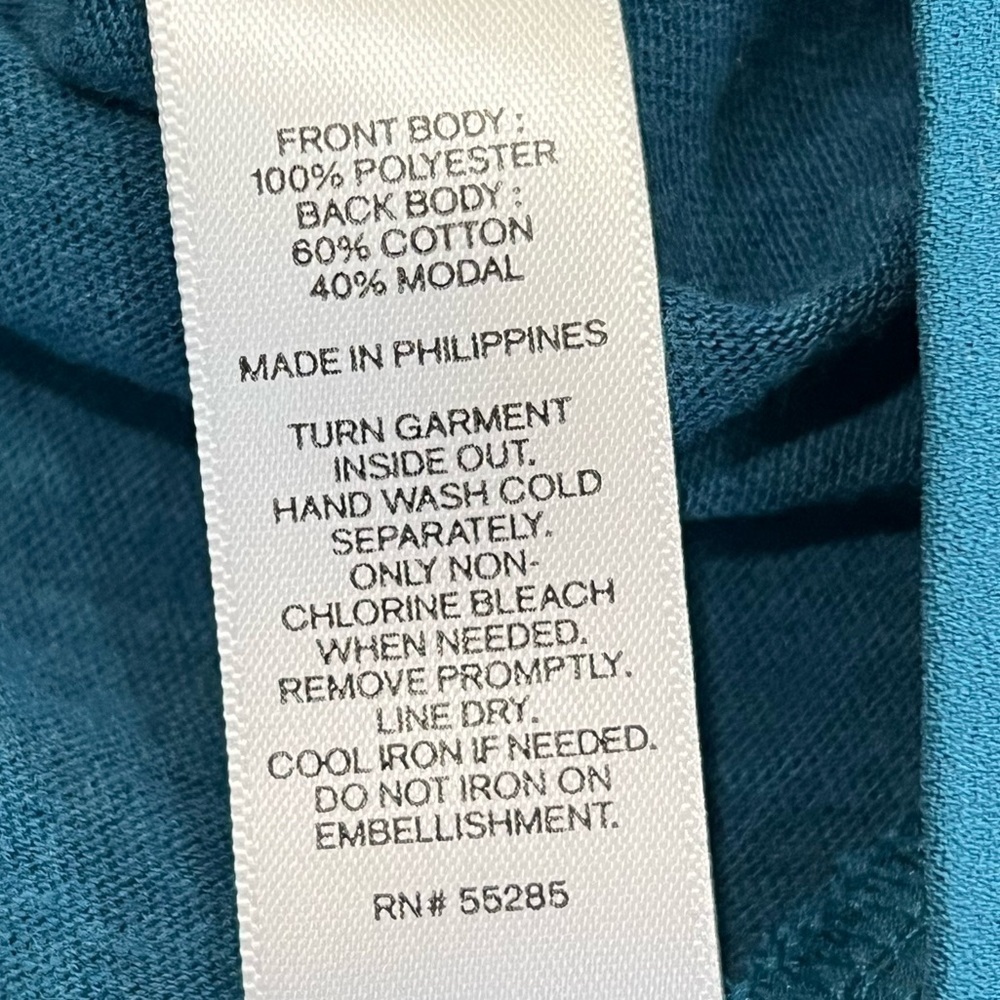 FRONT BODY :
100% POLYESTER
BACK BODY :
60% COTTON
40% MODAL
MADE IN PHILIPPINES
TURN GARMENT
INSIDE OUT.
HAND WASH COLD
SEPARATELY.
ONLY NON-
CHLORINE BLEACH
WHEN NEEDED.
REMOVE PROMPTLY.
LINE DRY.
COOL IRON IF NEEDED.
DO NOT IRON ON
EMBELLISHMENT.
RN# 55285